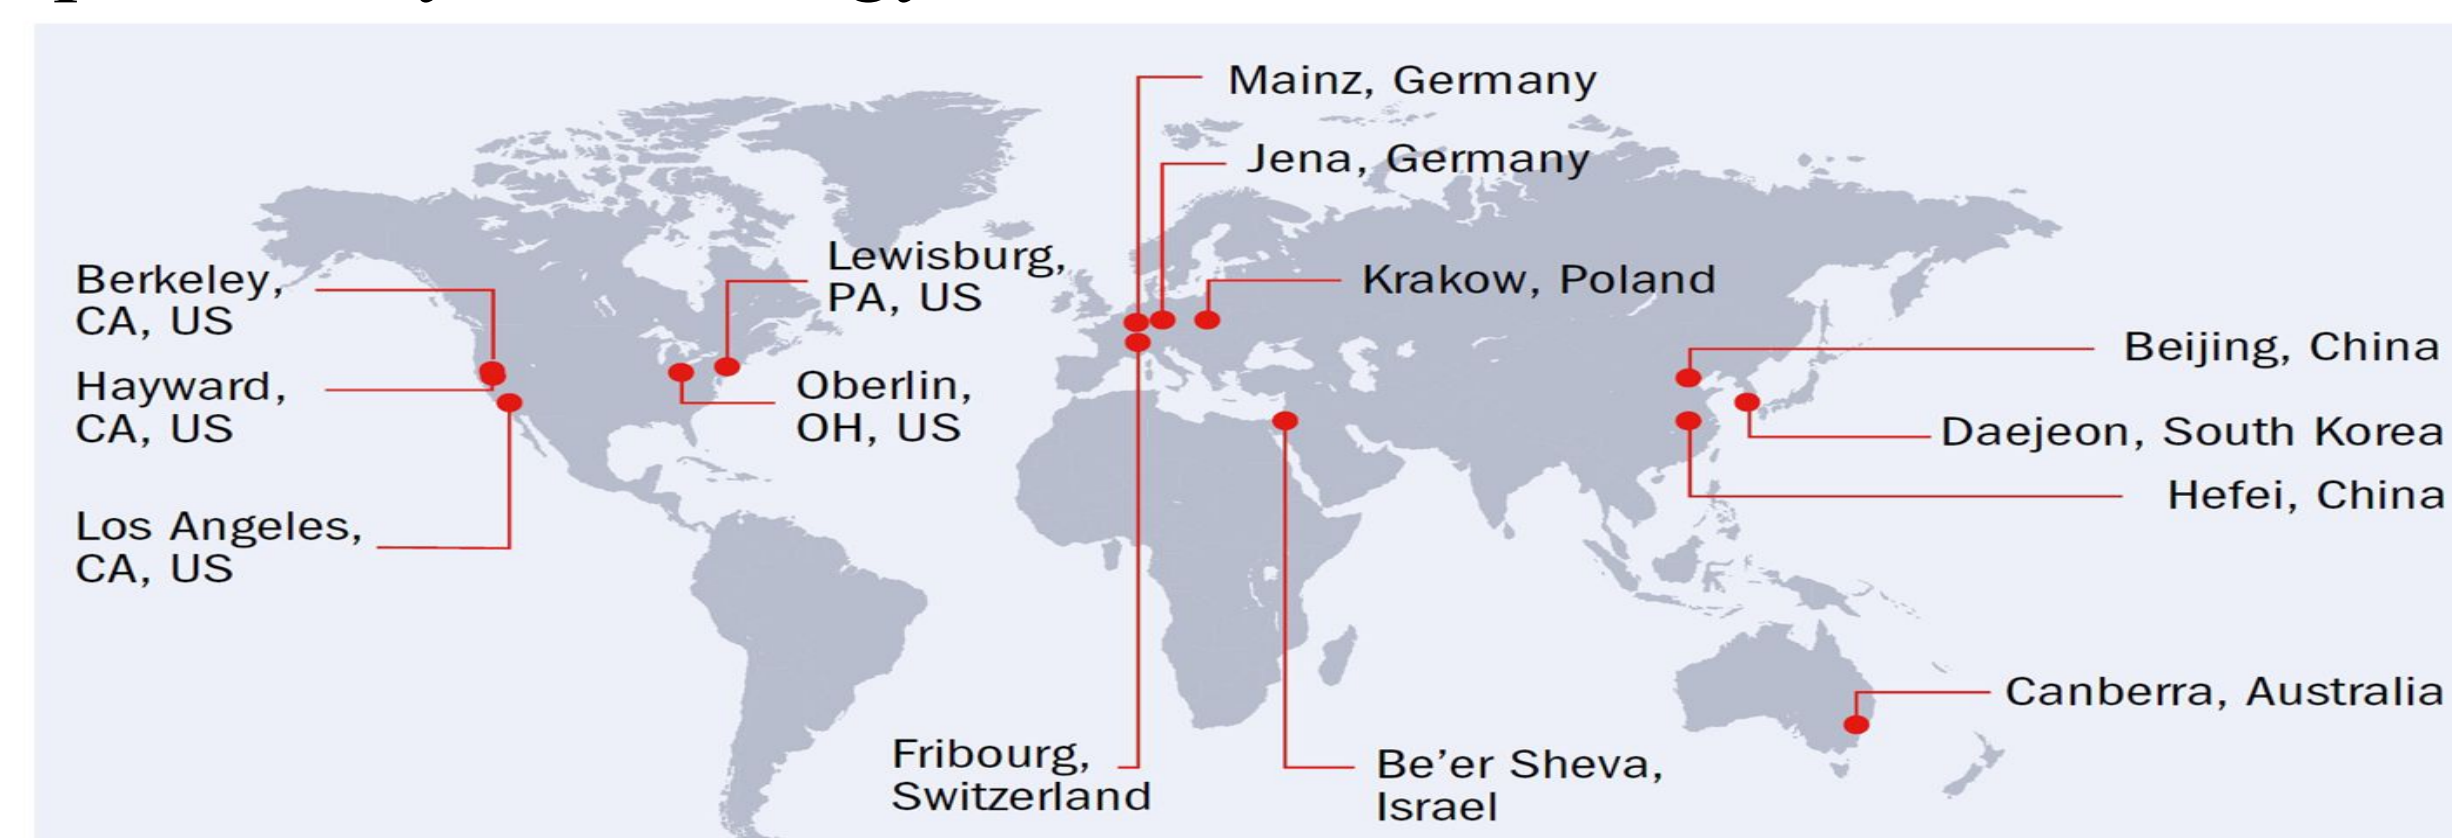 Mainz, Germany
Jena, Germany
Lewisburg,
PA, US
Krakow, Poland
Berkeley,
CA, US
Hayward,
CA, US
Oberlin,
OH, US
Los Angeles,
CA, US
Beijing, China
Daejeon, South Korea
Hefei, China
Canberra, Australia
Fribourg,
Switzerland
Be’er Sheva,
Israel